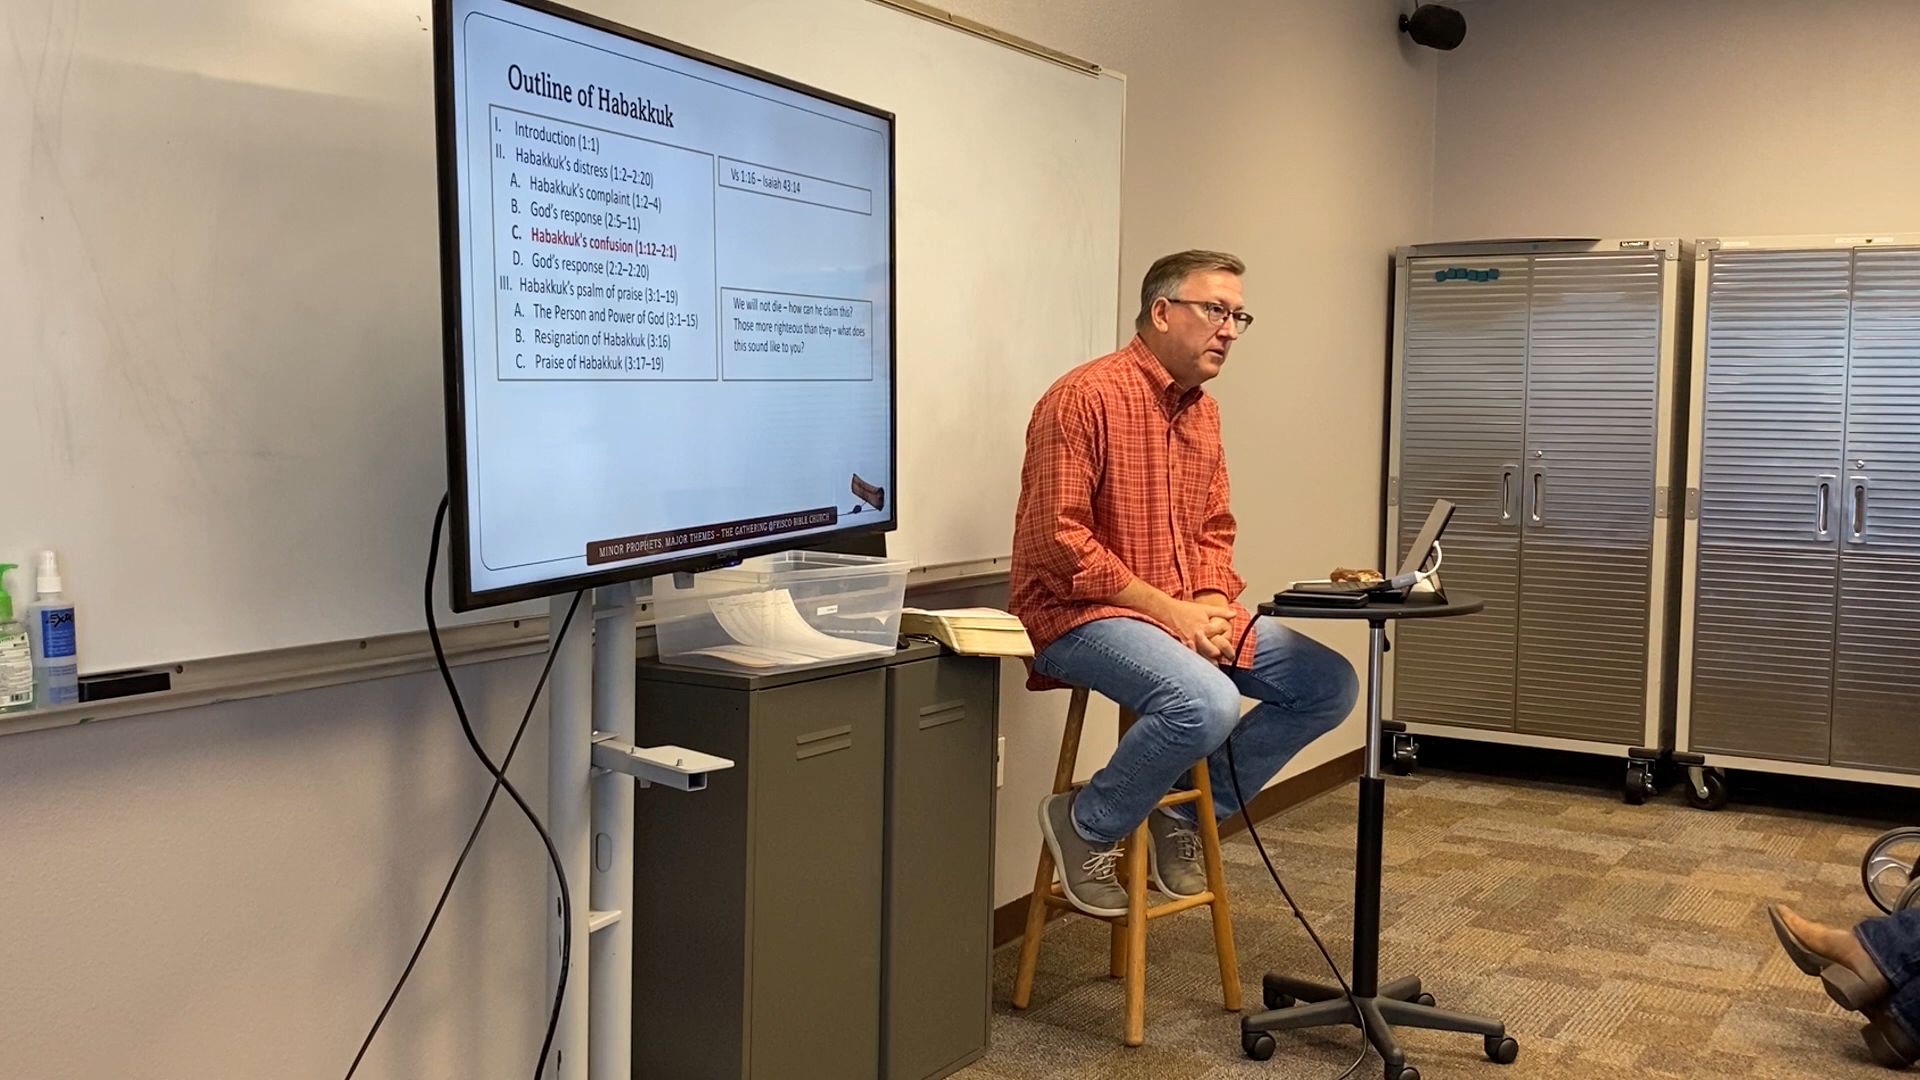 Outline of Habakkuk
I. Introduction (1:1)
II. Habakkuk's distress (1:2–2:20)
A. Habakkuk's complaint (1:2–4)
B. God's response (2:5–11)
C. Habakkuk's confusion (1:12–2:1)
D. God's response (2:2–2:20)
III. Habakkuk's psalm of praise (3:1–19)
A. The Person and Power of God (3:1–15)
B. Resignation of Habakkuk (3:16)
C. Praise of Habakkuk (3:17–19)
Vs 1:16 – Isaiah 43:14
We will not die – how can he claim this?
Those more righteous than they – what does
this sound like to you?
MINOR PROPHETS, MAJOR THEMES – THE GATHERING @FRISCO BIBLE CHURCH
EXPO